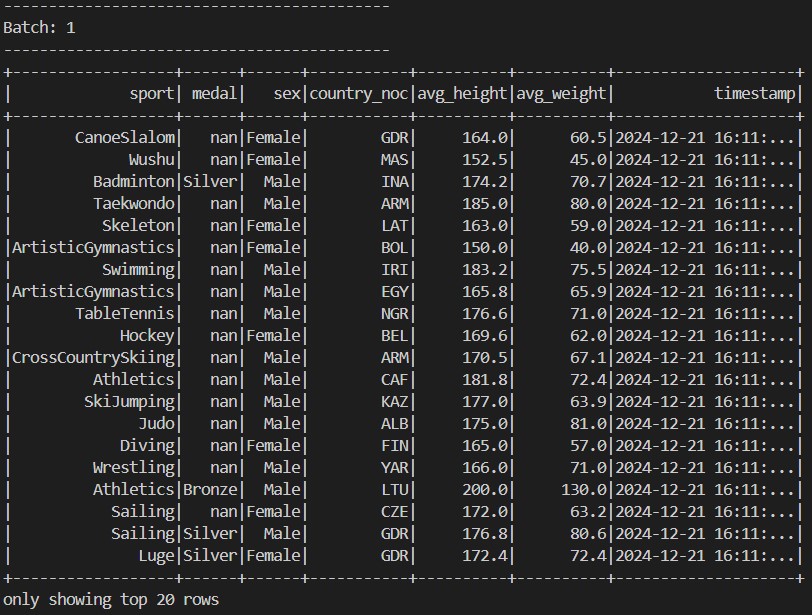 -------------------------------------------
Batch: 1
-------------------------------------------
+------------------+------+------+-----------+----------+----------+--------------------+
|             sport| medal|   sex|country_noc|avg_height|avg_weight|           timestamp|
+------------------+------+------+-----------+----------+----------+--------------------+
|       CanoeSlalom|   nan|Female|        GDR|     164.0|      60.5|2024-12-21 16:11:...|
|             Wushu|   nan|Female|        MAS|     152.5|      45.0|2024-12-21 16:11:...|
|         Badminton|Silver|  Male|        INA|     174.2|      70.7|2024-12-21 16:11:...|
|         Taekwondo|   nan|  Male|        ARM|     185.0|      80.0|2024-12-21 16:11:...|
|          Skeleton|   nan|Female|        LAT|     163.0|      59.0|2024-12-21 16:11:...|
|ArtisticGymnastics|   nan|Female|        BOL|     150.0|      40.0|2024-12-21 16:11:...|
|          Swimming|   nan|  Male|        IRI|     183.2|      75.5|2024-12-21 16:11:...|
|ArtisticGymnastics|   nan|  Male|        EGY|     165.8|      65.9|2024-12-21 16:11:...|
|       TableTennis|   nan|  Male|        NGR|     176.6|      71.0|2024-12-21 16:11:...|
|            Hockey|   nan|Female|        BEL|     169.6|      62.0|2024-12-21 16:11:...|
|CrossCountrySkiing|   nan|  Male|        ARM|     170.5|      67.1|2024-12-21 16:11:...|
|         Athletics|   nan|  Male|        CAF|     181.8|      72.4|2024-12-21 16:11:...|
|        SkiJumping|   nan|  Male|        KAZ|     177.0|      63.9|2024-12-21 16:11:...|
|              Judo|   nan|  Male|        ALB|     175.0|      81.0|2024-12-21 16:11:...|
|            Diving|   nan|Female|        FIN|     165.0|      57.0|2024-12-21 16:11:...|
|         Wrestling|   nan|  Male|        YAR|     166.0|      71.0|2024-12-21 16:11:...|
|         Athletics|Bronze|  Male|        LTU|     200.0|     130.0|2024-12-21 16:11:...|
|           Sailing|   nan|Female|        CZE|     172.0|      63.2|2024-12-21 16:11:...|
|           Sailing|Silver|  Male|        GDR|     176.8|      80.6|2024-12-21 16:11:...|
|              Luge|Silver|Female|        GDR|     172.4|      72.4|2024-12-21 16:11:...|
+------------------+------+------+-----------+----------+----------+--------------------+
only showing top 20 rows